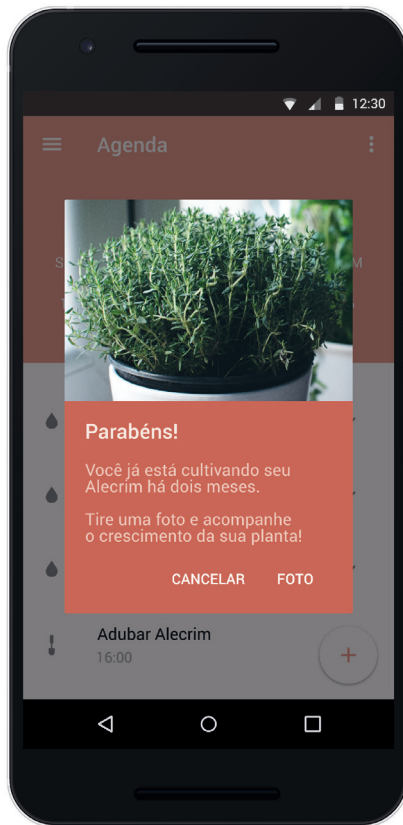 12:30
Agenda
S
M
Parabéns!
Você já está cultivando seu
Alecrim há dois meses.
Tire uma foto e acompanhe
o crescimento da sua planta!
CANCELAR FOTO
Adubar Alecrim
16:00
+